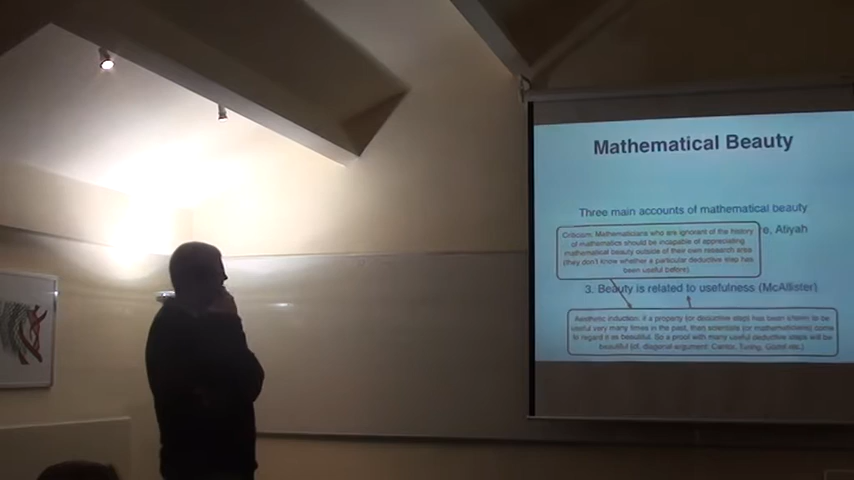 Mathematical Beauty
Three main accounts of mathematical beauty
Criticism: Mathematicians who are ignorant of the history
of mathematics should be incapable of appreciating
mathematical beauty outside of their own research area
(they don't know whether a particular deductive step has
been useful before)
Atiyah
3. Beauty is related to usefulness (McAllister)
Aesthetic induction: if a property (or deductive step) has been shown to be
useful very many times in the past, then scientists (or mathematicians) come
to regard it as beautiful. So a proof with many useful deductive steps will be
beautiful (cf. diagonal argument: Cantor, Turing, Gödel etc.)